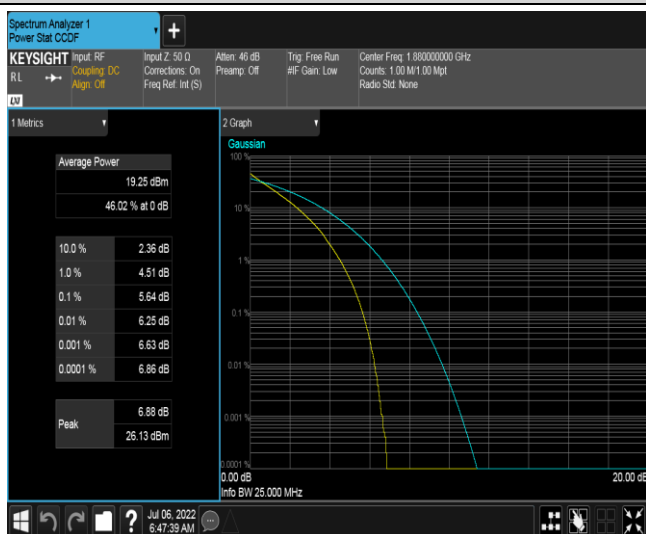 Spectrum Analyzer 1
Power Stat CCDF
+
KEYSIGHT
RL
LXI
Input: RF
Coupling: DC
Align: Off
Input Z: 50 Ω
Corrections: On
Freq Ref: Int (S)
Atten: 46 dB
Preamp: Off
Trig: Free Run
#IF Gain: Low
Center Freq: 1.880000000 GHz
Counts: 1.00 M/1.00 Mpt
Radio Std: None
1 Metrics
Average Power
19.25 dBm
46.02 % at 0 dB
10.0 % 2.36 dB
1.0 % 4.51 dB
0.1 % 5.64 dB
0.01 % 6.25 dB
0.001 % 6.63 dB
0.0001 % 6.86 dB
Peak
6.88 dB
26.13 dBm
2 Graph
Gaussian
100 %
10 %
1 %
0.1 %
0.01 %
0.001 %
0.0001 %
0.00 dB
20.00 dB
Info BW 25.000 MHz
?
Jul 06, 2022
6:47:39 AM